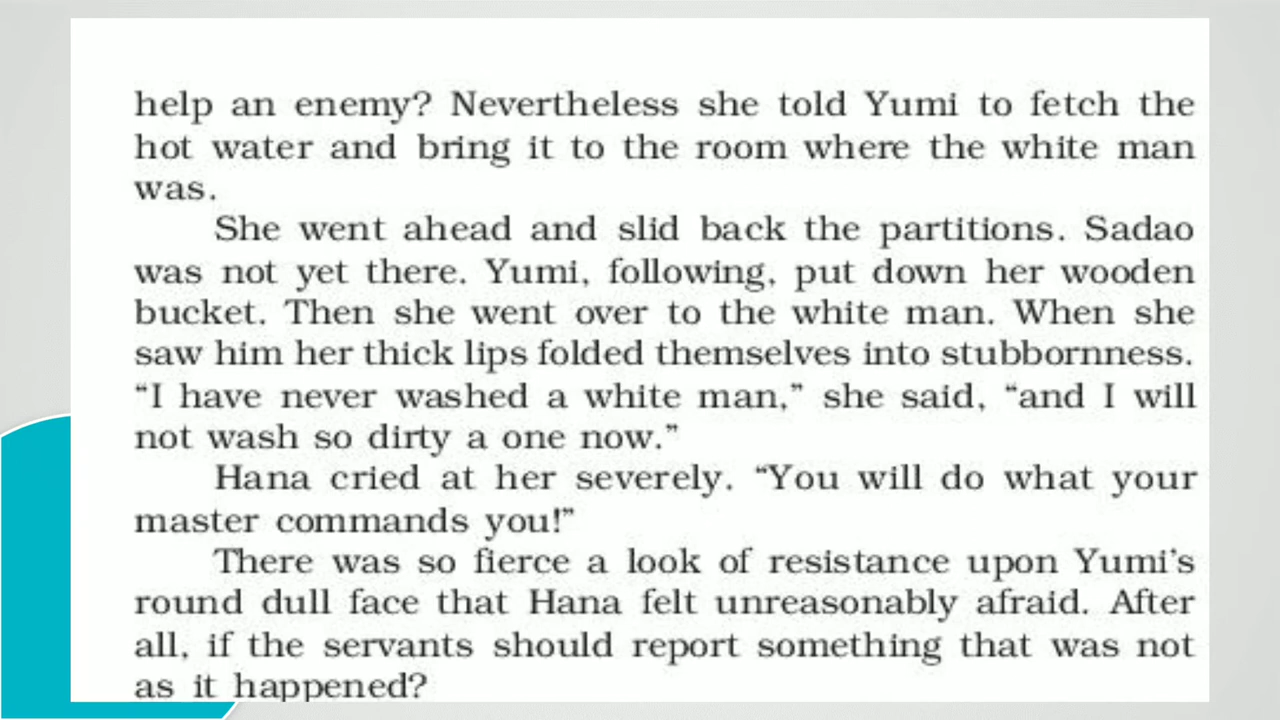 help an enemy? Nevertheless she told Yumi to fetch the
hot water and bring it to the room where the white man
was.
She went ahead and slid back the partitions. Sadao
was not yet there. Yumi, following, put down her wooden
bucket. Then she went over to the white man. When she
saw him her thick lips folded themselves into stubbornness.
“I have never washed a white man,” she said, “and I will
not wash so dirty a one now.”
Hana cried at her severely. “You will do what your
master commands you!”
There was so fierce a look of resistance upon Yumi’s
round dull face that Hana felt unreasonably afraid. After
all, if the servants should report something that was not
as it happened?